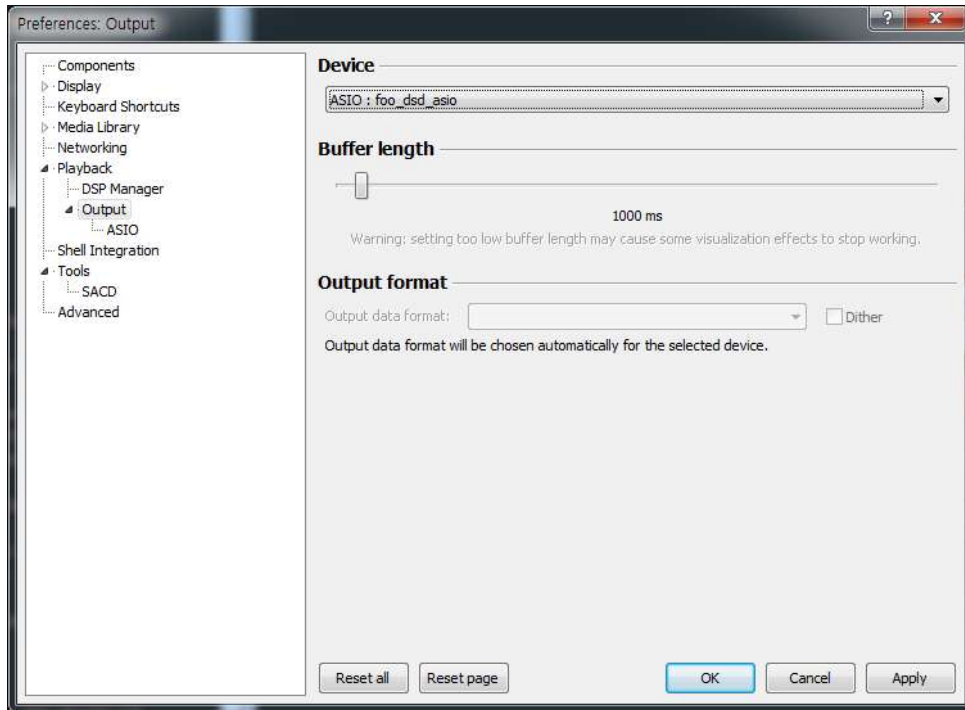 Preferences: Output
Components
Display
Keyboard Shortcuts
Media Library
Networking
Playback
DSP Manager
Output
ASIO
Shell Integration
Tools
SACD
Advanced
Device
ASIO : foo_dsd_asio
Buffer length
1000 ms
Warning: setting too low buffer length may cause some visualization effects to stop working.
Output format
Output data format:
Dither
Output data format will be chosen automatically for the selected device.
Reset all
Reset page
OK
Cancel
Apply